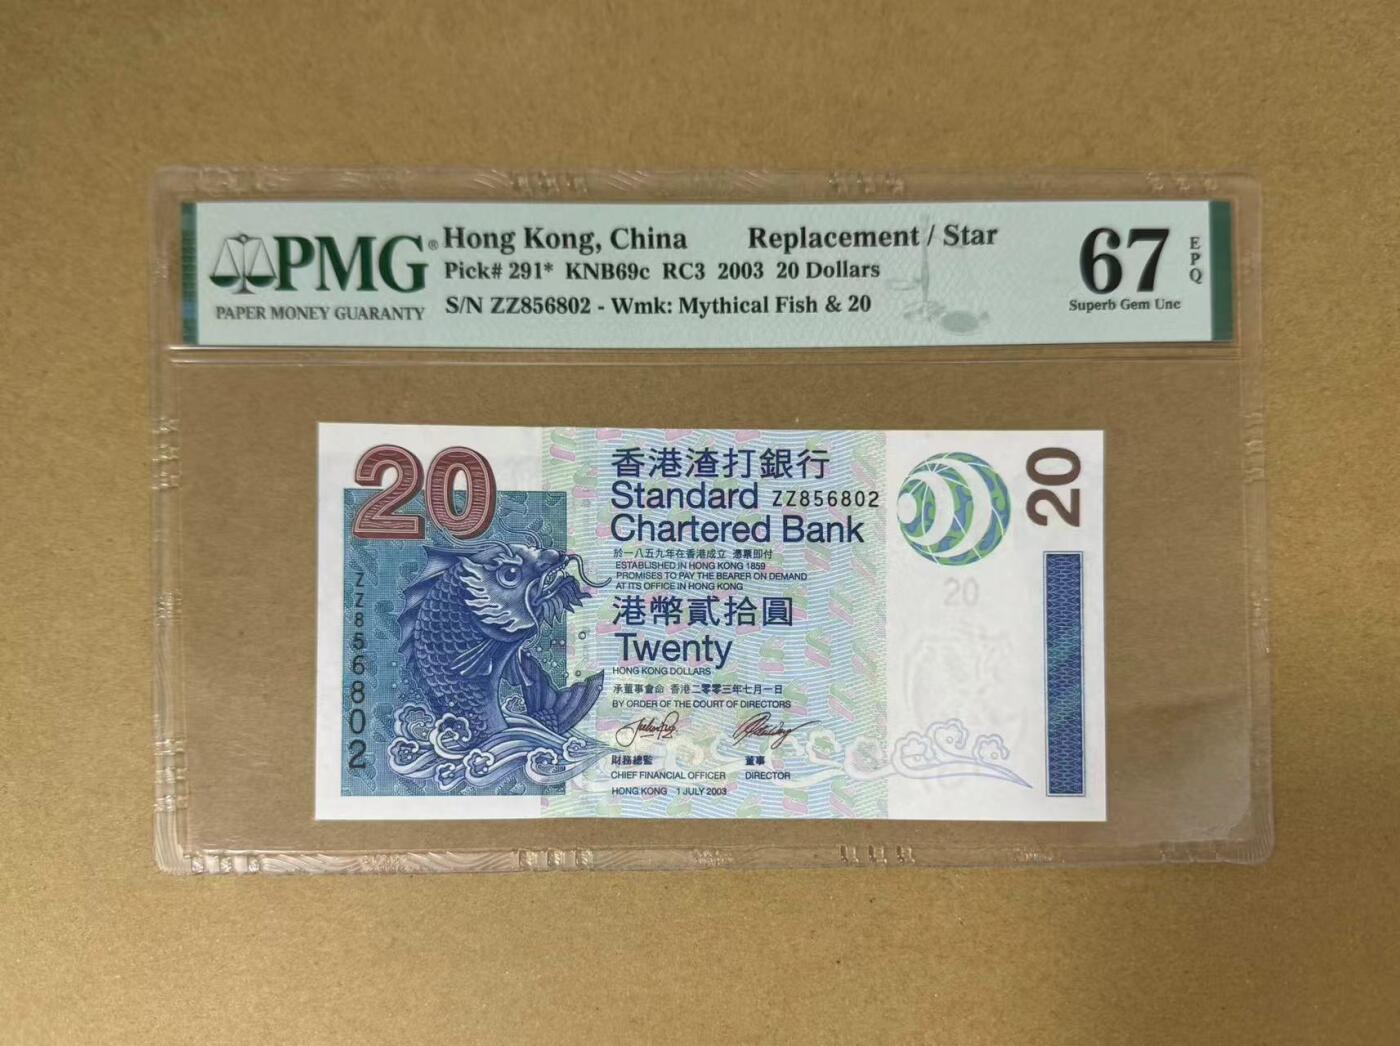 PMG® Hong Kong, China Replacement / Star 67 EPQ
Pick# 291* KNB69c RC3 2003 20 Dollars
PAPER MONEY GUARANTY S/N ZZ856802 - Wmk: Mythical Fish & 20 Superb Gem Unc
20
20
香港渣打銀行
Standard ZZ856802
Chartered Bank
於一八五九年在香港成立 憑票即付
ESTABLISHED IN HONG KONG 1859
PROMISES TO PAY THE BEARER ON DEMAND
AT ITS OFFICE IN HONG KONG
20
ZZ856802
港幣貳拾圓
Twenty
HONG KONG DOLLARS
承董事會命 香港二零零三年七月一日
BY ORDER OF THE COURT OF DIRECTORS
財務總監 董事
CHIEF FINANCIAL OFFICER DIRECTOR
HONG KONG 1 JULY 2003